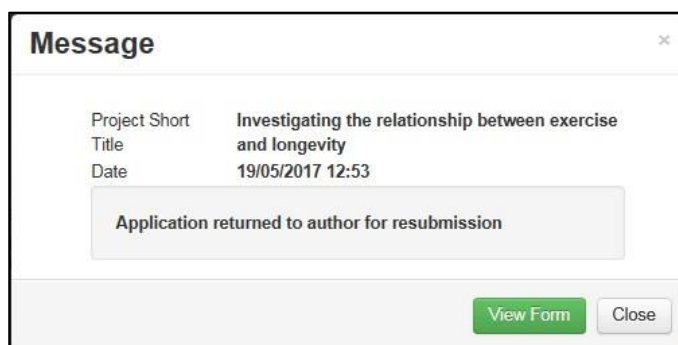 Message
×
Project Short Investigating the relationship between exercise
Title and longevity
Date 19/05/2017 12:53
Application returned to author for resubmission
View Form Close